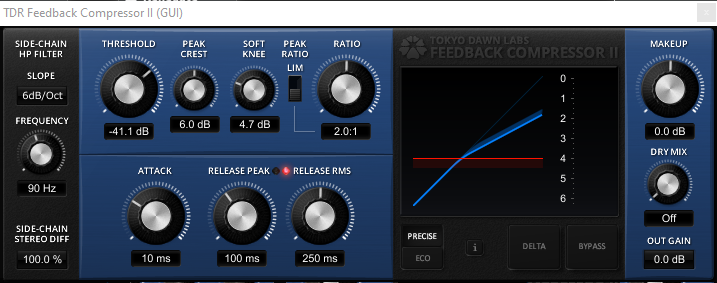 TDR Feedback Compressor II (GUI)
x
SIDE-CHAIN
HP FILTER
SLOPE
6dB/Oct
FREQUENCY
90 Hz
SIDE-CHAIN
STEREO DIFF
100.0 %
THRESHOLD
-41.1 dB
PEAK
CREST
6.0 dB
SOFT
KNEE
4.7 dB
PEAK
RATIO
LIM
RATIO
2.0:1
ATTACK
10 ms
RELEASE PEAK
100 ms
RELEASE RMS
250 ms
TOKYO DAWN LABS
FEEDBACK COMPRESSOR II
0
1
2
3
4
5
6
PRECISE
ECO
i
DELTA
BYPASS
MAKEUP
0.0 dB
DRY MIX
Off
OUT GAIN
0.0 dB